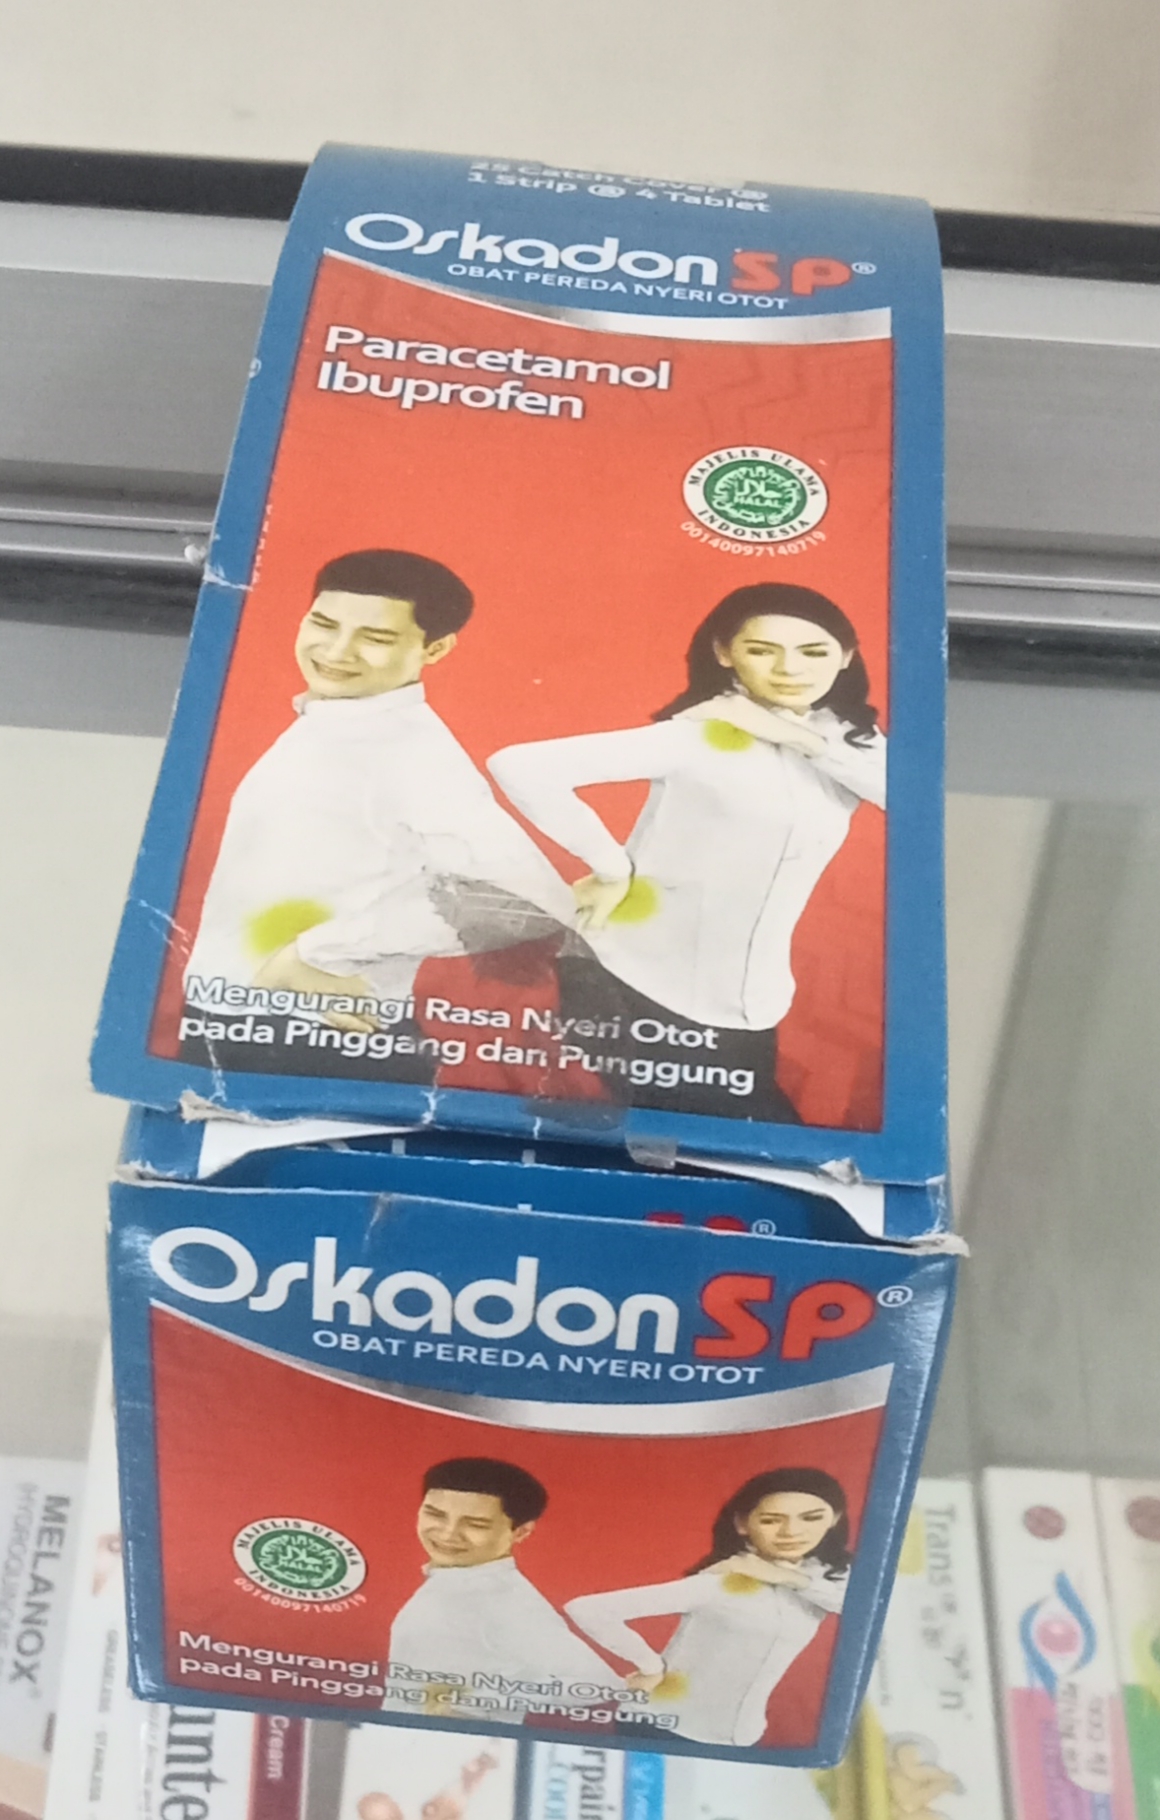 25 Catch Cover @
1 Strip @ 4 Tablet
Oskadon SP®
OBAT PEREDA NYERI OTOT
Paracetamol
Ibuprofen
MAJELIS ULAMA
HALAL
INDONESIA
00140097140719
Mengurangi Rasa Nyeri Otot
pada Pinggang dan Punggung
®
Oskadon SP®
OBAT PEREDA NYERI OTOT
MAJELIS ULAMA
HALAL
INDONESIA
00140097140719
Mengurangi Rasa Nyeri Otot
pada Pinggang dan Punggung
MELANOX
Cream